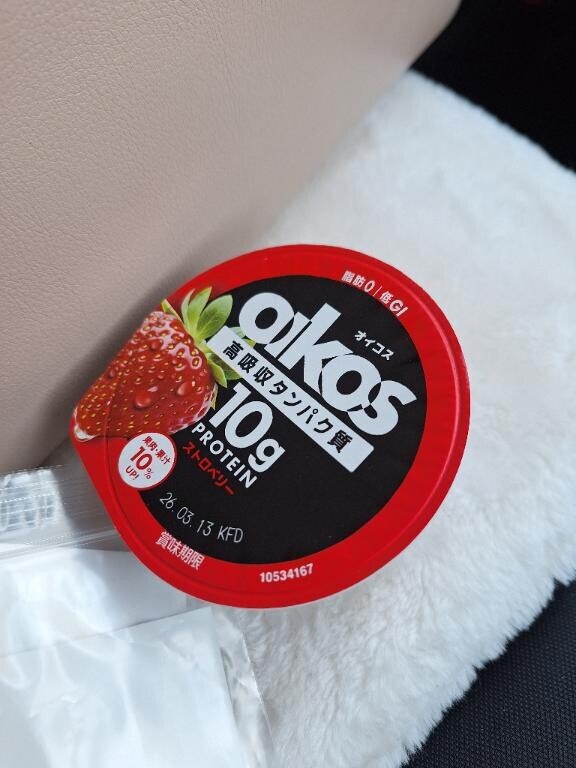 脂肪0 | 低GI
オイコス
oikos
高吸収タンパク質
10g
PROTEIN
ストロベリー
果肉・果汁
10%
UP!
26.03.13 KFD
賞味期限
10534167